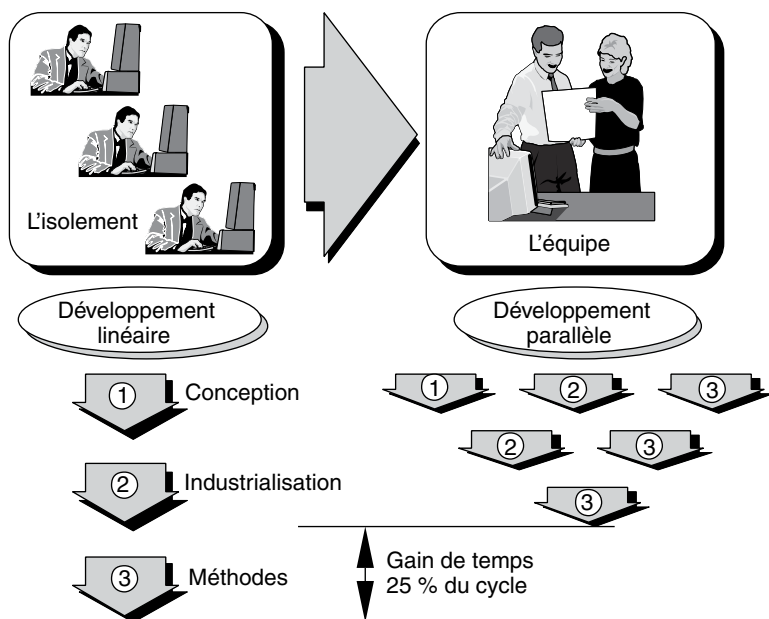 L'isolement
L'équipe
Développement
linéaire
Développement
parallèle
1 Conception
1 2 3
2 3
2 Industrialisation
3
3 Méthodes
Gain de temps
25 % du cycle